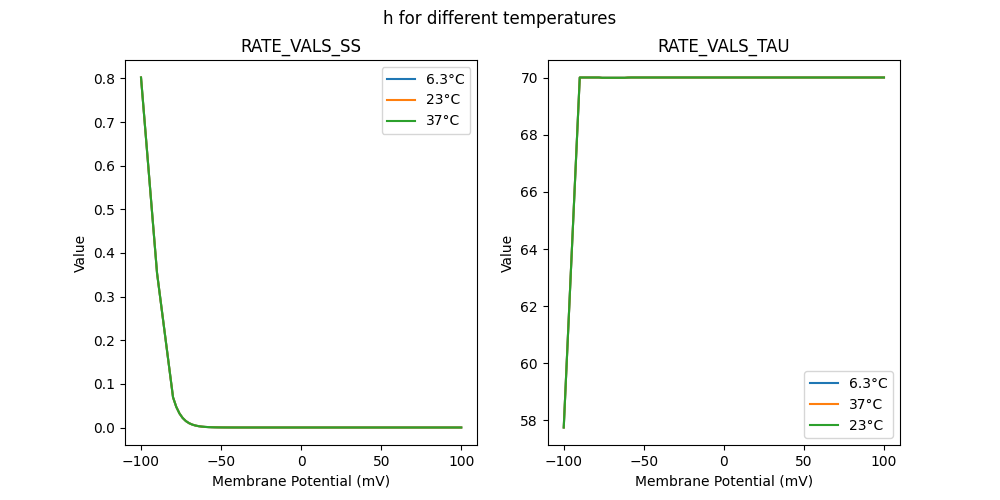 h for different temperatures
RATE_VALS_SS
RATE_VALS_TAU
0.8
0.7
0.6
0.5
0.4
0.3
0.2
0.1
0.0
Value
−100
−50
0
50
100
Membrane Potential (mV)
6.3°C
23°C
37°C
70
68
66
64
62
60
58
Value
−100
−50
0
50
100
Membrane Potential (mV)
6.3°C
37°C
23°C